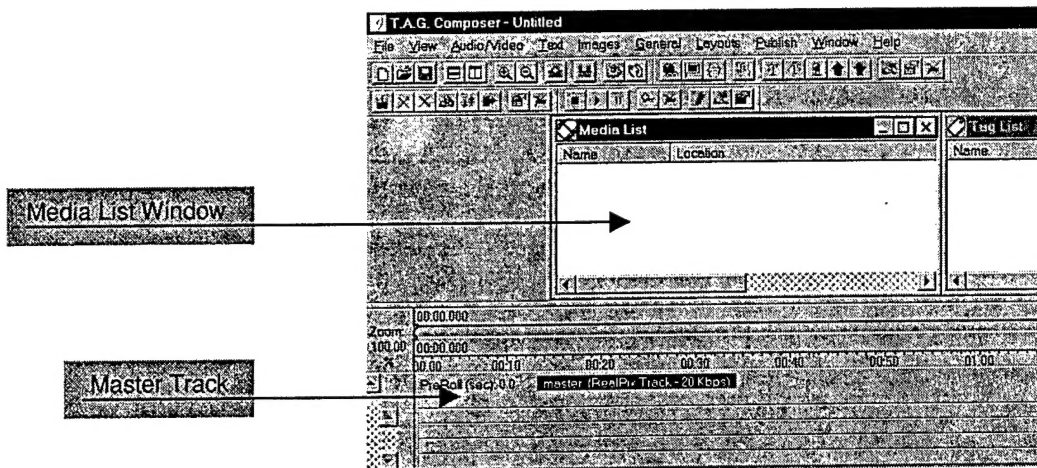 T.A.G. Composer - Untitled
File View Audio/Video Text Images General Layouts Publish Window Help
Media List
Tag List
Name Location
Name
Media List Window
00:00.000
Zoom:
100.00 00:00.000
00:10 00:20 00:30 00:40 00:50 01:00
PreRoll (Sec): 0.0 master (RealPix Track - 20 Kbps)
Master Track